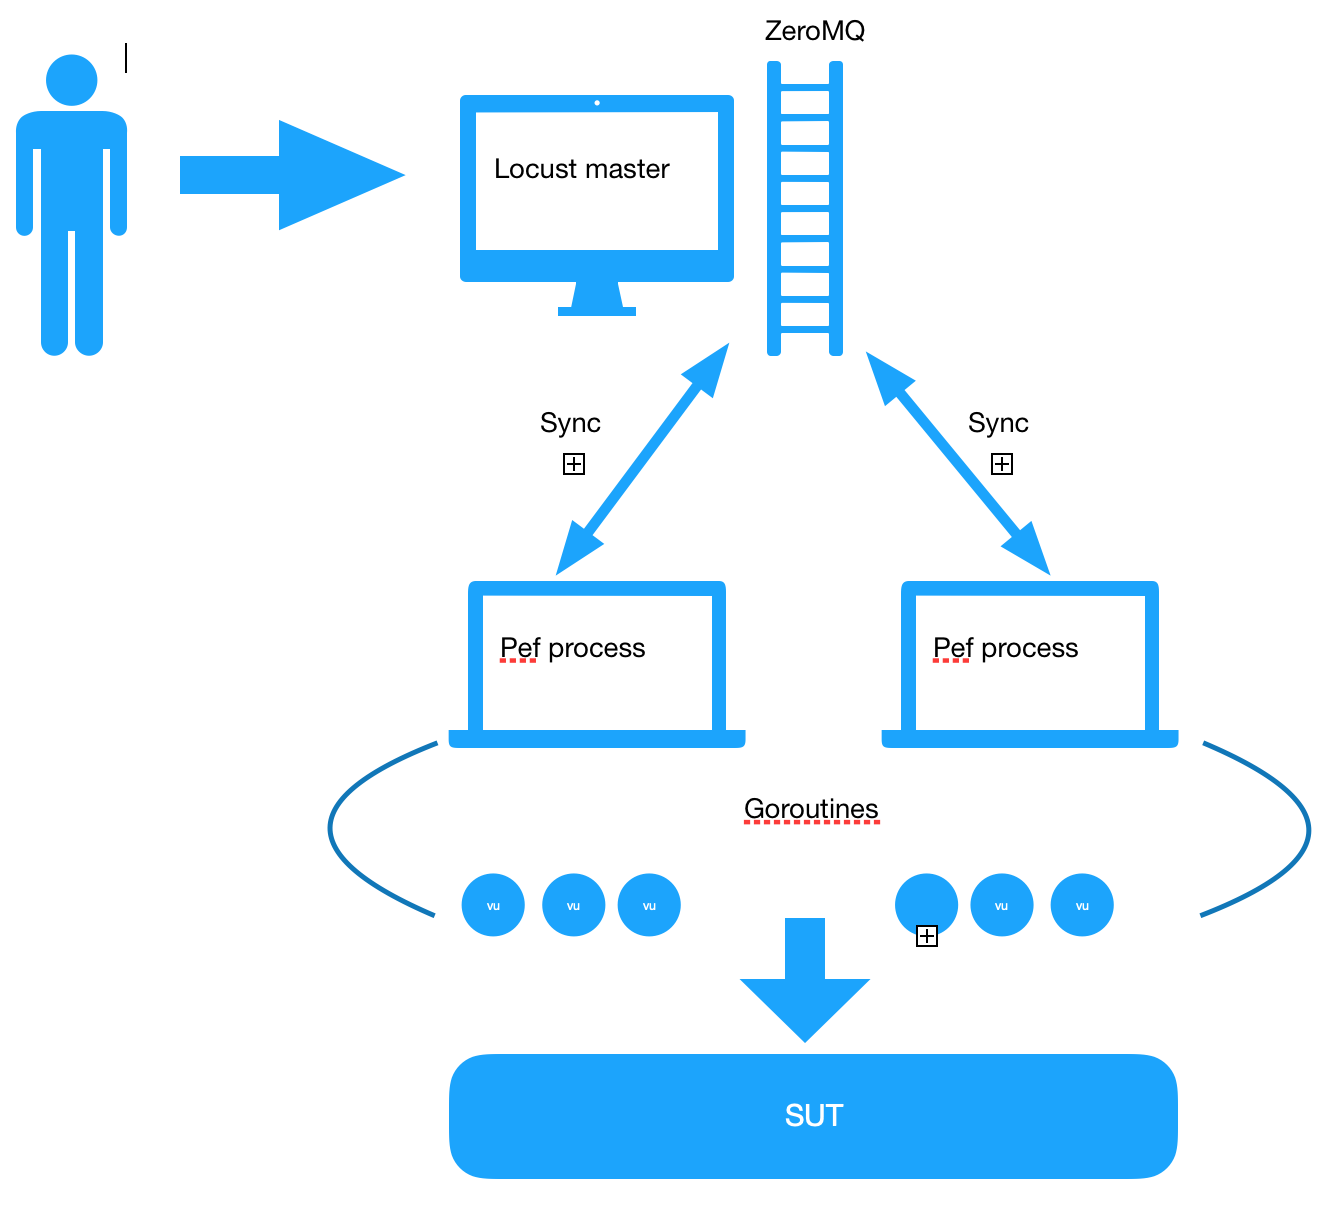 ZeroMQ
Locust master
Sync
Sync
Pef process
Pef process
Goroutines
vu
vu
vu
vu
vu
SUT